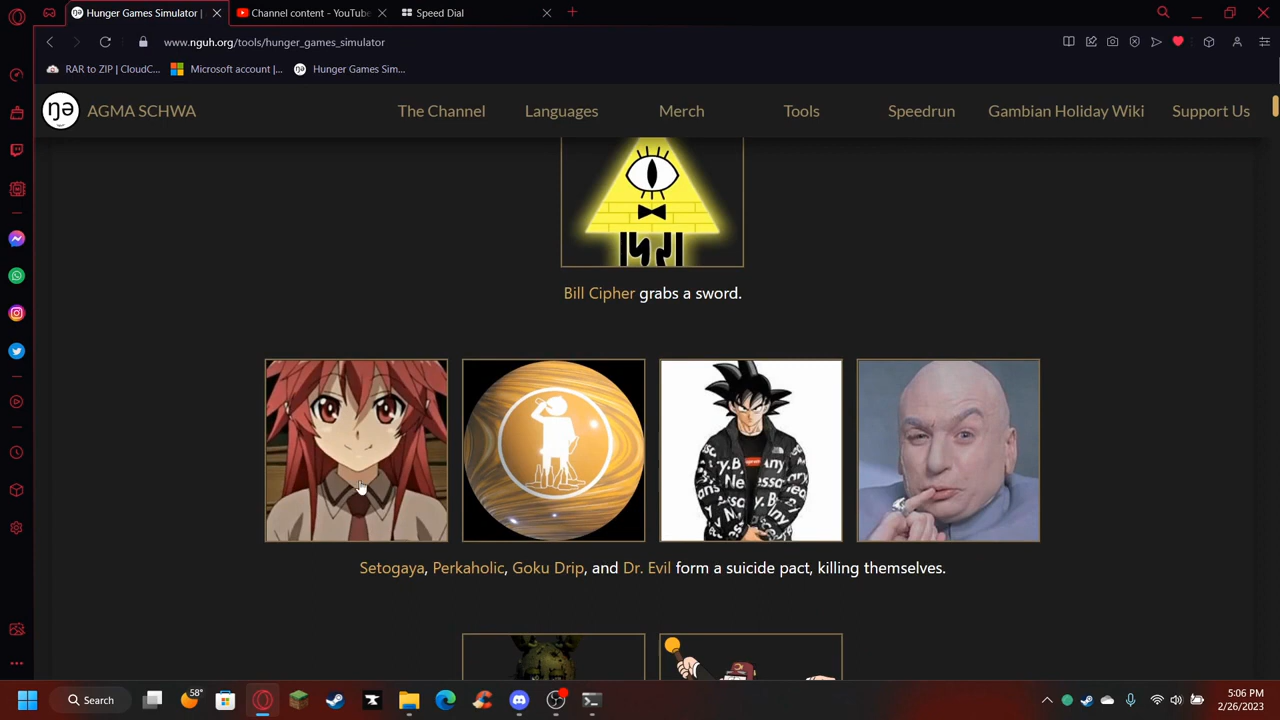 Hunger Games Simulator |
Channel content - YouTube
Speed Dial
www.nguh.org/tools/hunger_games_simulator
RAR to ZIP | CloudC...
Microsoft account |...
Hunger Games Sim...
ŋə
AGMA SCHWA
The Channel
Languages
Merch
Tools
Speedrun
Gambian Holiday Wiki
Support Us
Bill Cipher grabs a sword.
Setogaya, Perkaholic, Goku Drip, and Dr. Evil form a suicide pact, killing themselves.
58°
Search
5:06 PM
2/26/2023